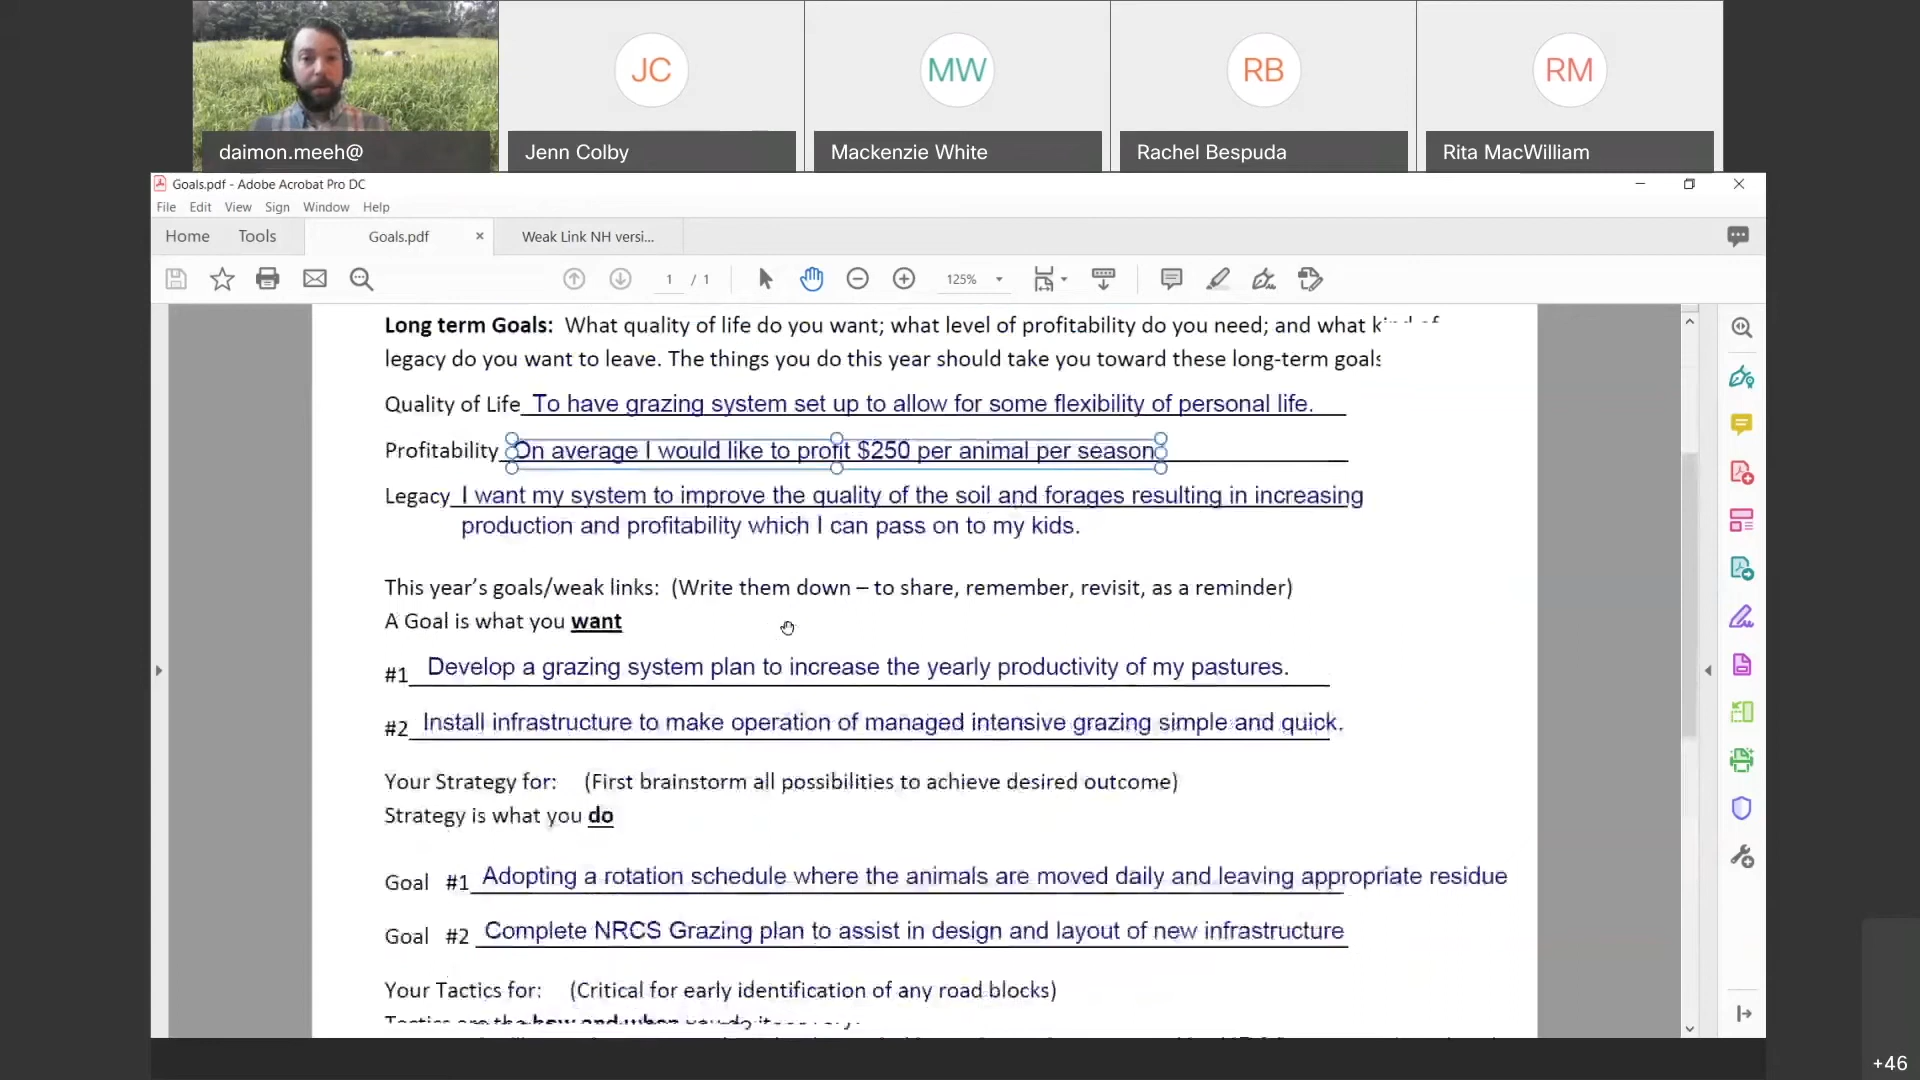 JC
MW
RB
RM
daimon.meeh@
Jenn Colby
Mackenzie White
Rachel Bespuda
Rita MacWilliam
Goals.pdf - Adobe Acrobat Pro DC
File Edit View Sign Window Help
Home Tools Goals.pdf × Weak Link NH versi...
1 / 1 125%
Long term Goals: What quality of life do you want; what level of profitability do you need; and what kind of
legacy do you want to leave. The things you do this year should take you toward these long-term goals
Quality of Life To have grazing system set up to allow for some flexibility of personal life.
Profitability On average I would like to profit $250 per animal per season
Legacy I want my system to improve the quality of the soil and forages resulting in increasing
production and profitability which I can pass on to my kids.
This year's goals/weak links: (Write them down – to share, remember, revisit, as a reminder)
A Goal is what you want
#1 Develop a grazing system plan to increase the yearly productivity of my pastures.
#2 Install infrastructure to make operation of managed intensive grazing simple and quick.
Your Strategy for: (First brainstorm all possibilities to achieve desired outcome)
Strategy is what you do
Goal #1 Adopting a rotation schedule where the animals are moved daily and leaving appropriate residue
Goal #2 Complete NRCS Grazing plan to assist in design and layout of new infrastructure
Your Tactics for: (Critical for early identification of any road blocks)
Tactics are the how and when you do it
+46